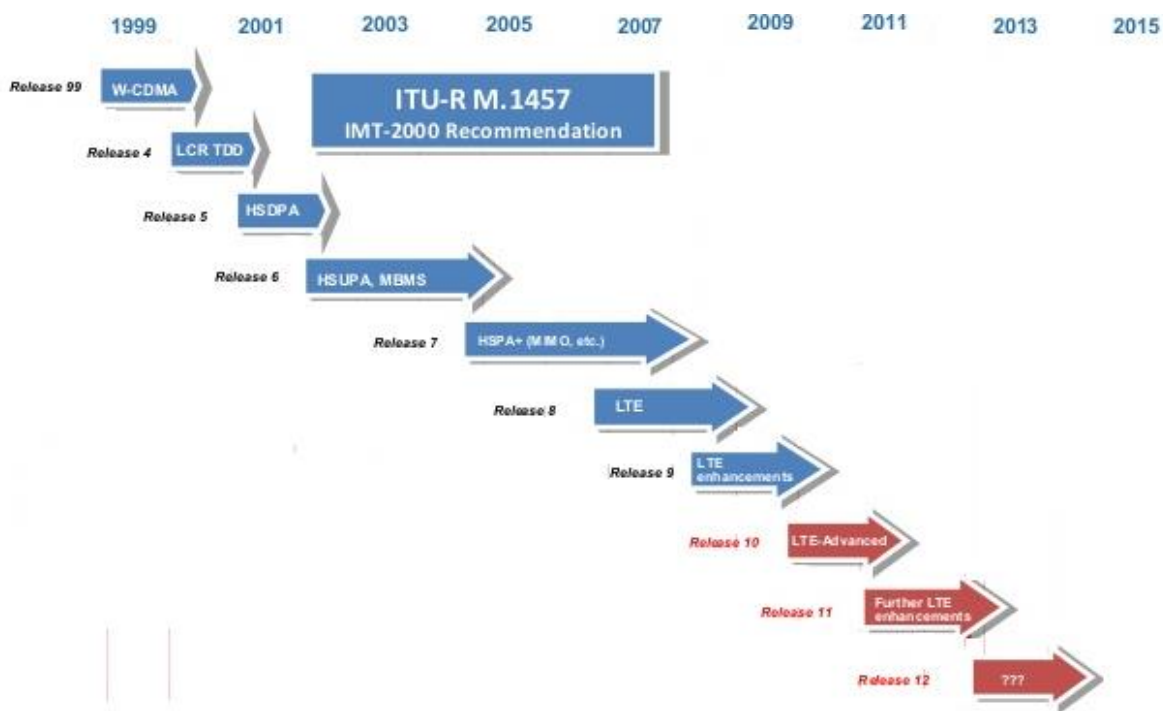 1999 2001 2003 2005 2007 2009 2011 2013 2015
Release 99 W-CDMA
ITU-R M.1457
IMT-2000 Recommendation
Release 4 LCR TDD
Release 5 HSDPA
Release 6 HSUPA, MBMS
Release 7 HSPA+ (MIMO, etc.)
Release 8 LTE
Release 9 LTE
enhancements
Release 10 LTE-Advanced
Release 11 Further LTE
enhancements
Release 12 ???